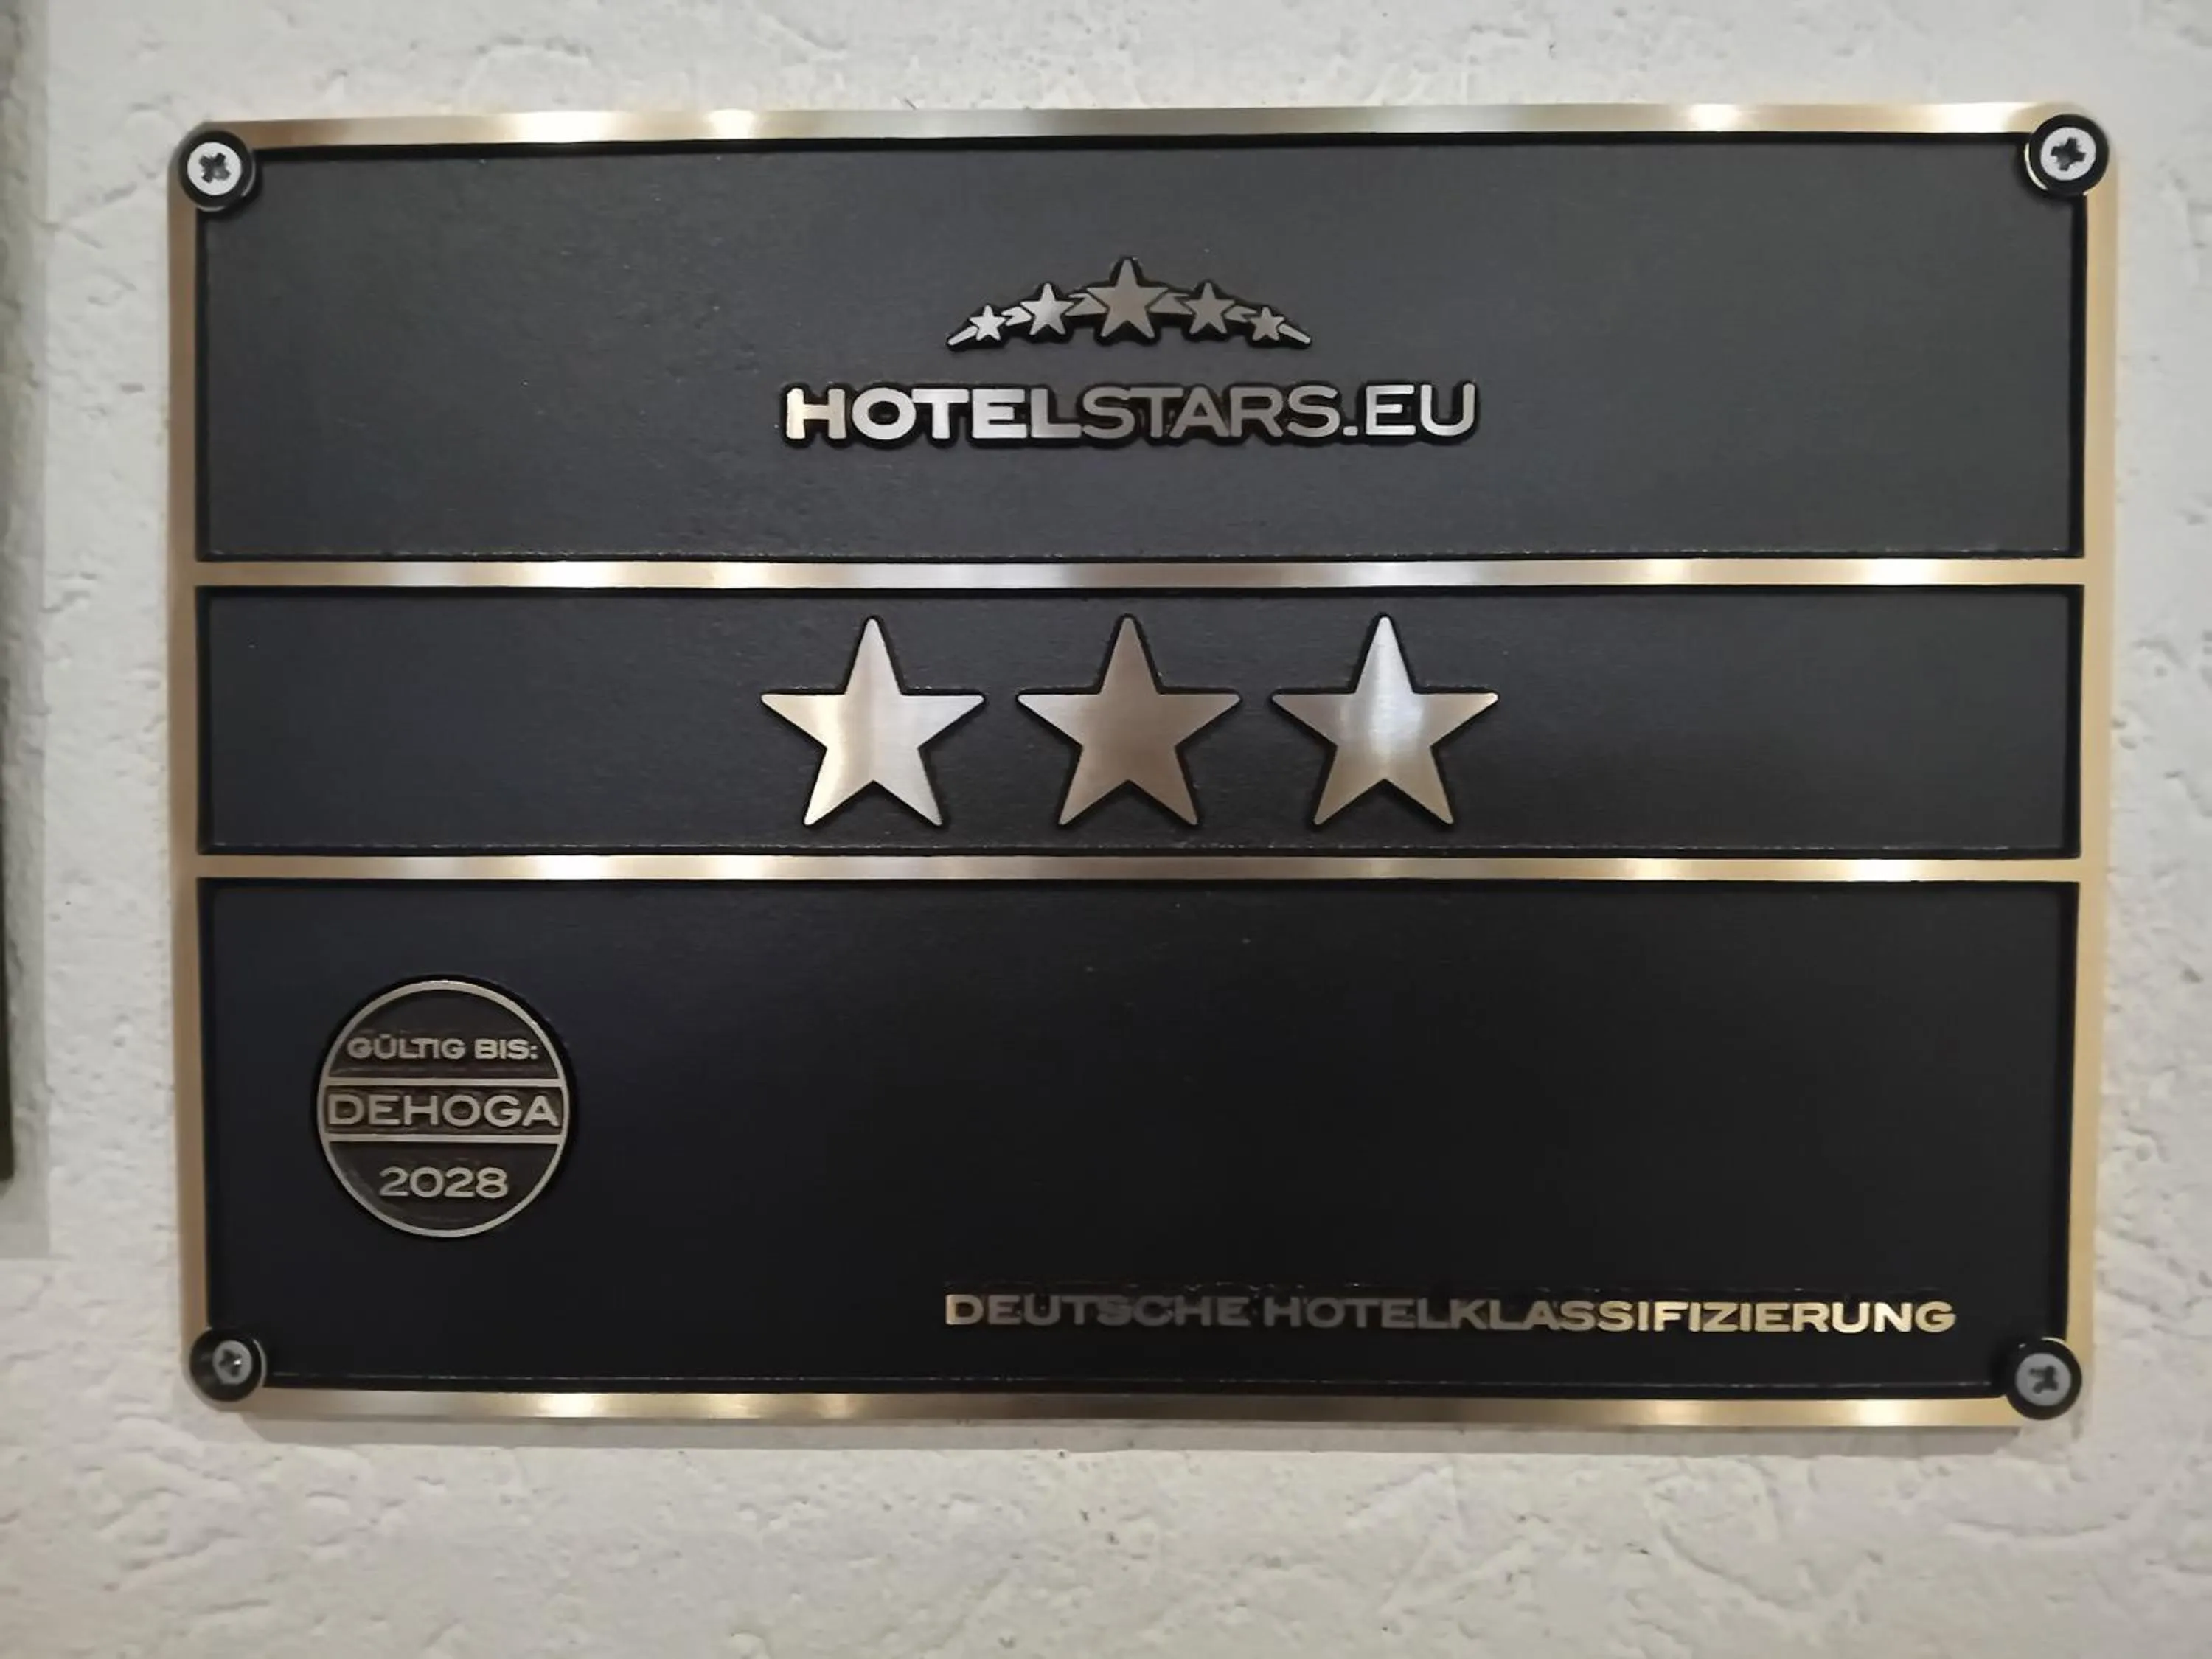 HOTELSTARS.EU
GÜLTIG BIS:
DEHOGA
2028
DEUTSCHE HOTELKLASSIFIZIERUNG